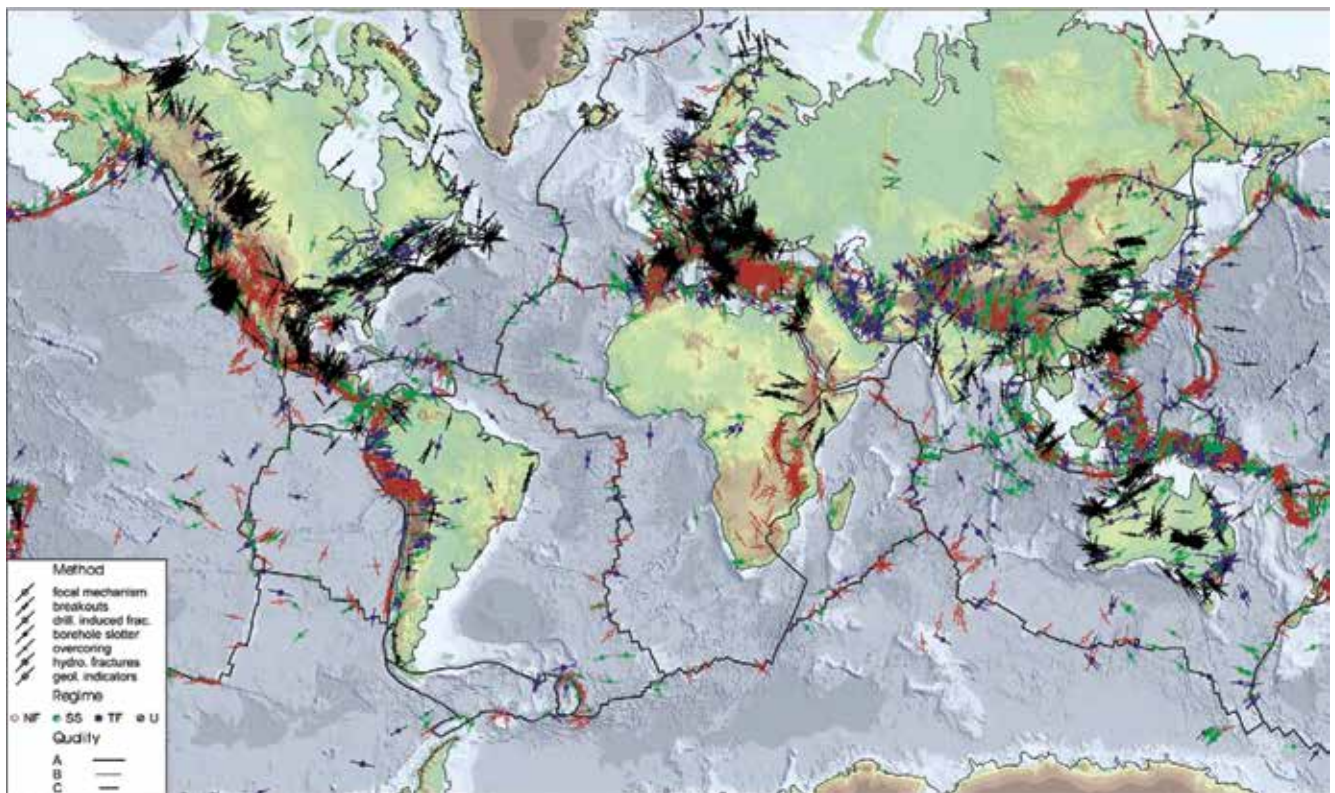 Method
focal mechanism
breakouts
drill. induced frac.
borehole slotter
overcoring
hydro. fractures
geol. indicators
Regime
NF SS TF U
Quality
A
B
C